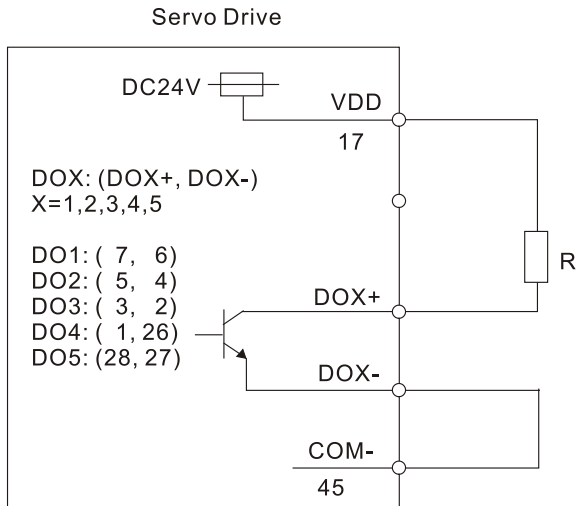 Servo Drive
DC24V
VDD
17
DOX: (DOX+, DOX-)
X=1,2,3,4,5
R
DO1: ( 7, 6)
DO2: ( 5, 4)
DO3: ( 3, 2)
DO4: ( 1, 26)
DO5: (28, 27)
DOX+
DOX-
COM-
45